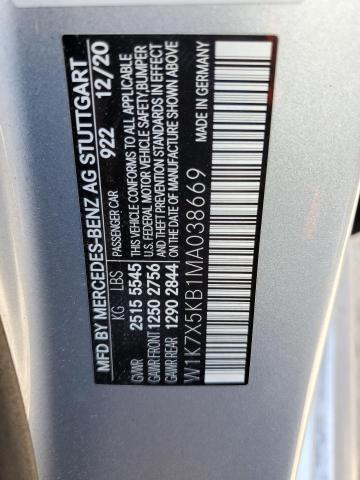 MFD BY MERCEDES-BENZ AG STUTTGART
922 12/20
PASSENGER CAR
KG LBS
GVWR 2515 5545
GAWR FRONT 1250 2756
GAWR REAR 1290 2844
THIS VEHICLE CONFORMS TO ALL APPLICABLE
U.S. FEDERAL MOTOR VEHICLE SAFETY,BUMPER
AND THEFT PREVENTION STANDARDS IN EFFECT
ON THE DATE OF MANUFACTURE SHOWN ABOVE
W1K7X5KB1MA038669
MADE IN GERMANY